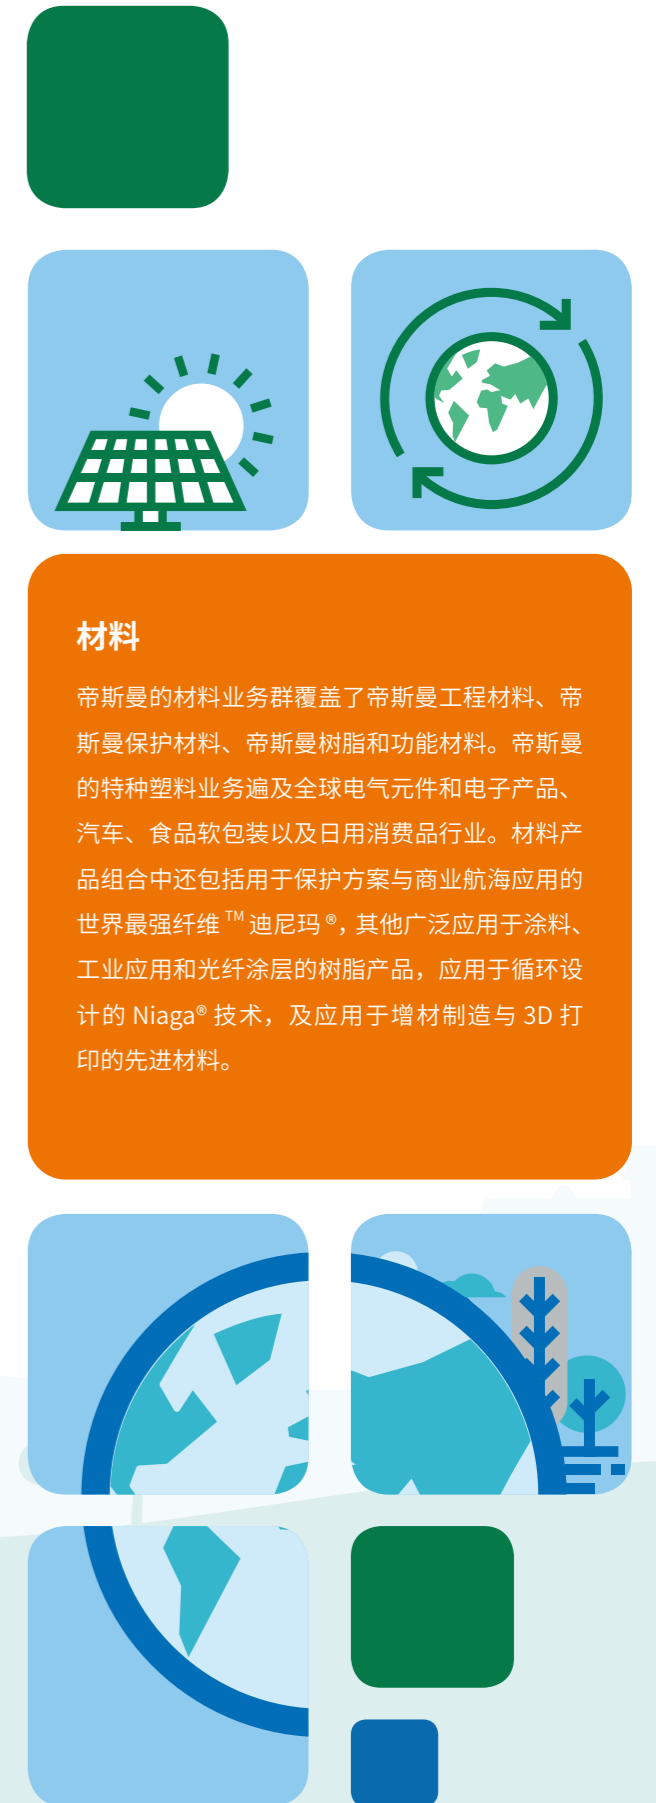 材料
帝斯曼的材料业务群覆盖了帝斯曼工程材料、帝
斯曼保护材料、帝斯曼树脂和功能材料。帝斯曼
的特种塑料业务遍及全球电气元件和电子产品、
汽车、食品软包装以及日用消费品行业。材料产
品组合中还包括用于保护方案与商业航海应用的
世界最强纤维 ™ 迪尼玛 ®，其他广泛应用于涂料、
工业应用和光纤涂层的树脂产品，应用于循环设
计的 Niaga® 技术，及应用于增材制造与 3D 打
印的先进材料。